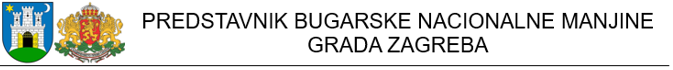 PREDSTAVNIK BUGARSKE NACIONALNE MANJINE
GRADA ZAGREBA